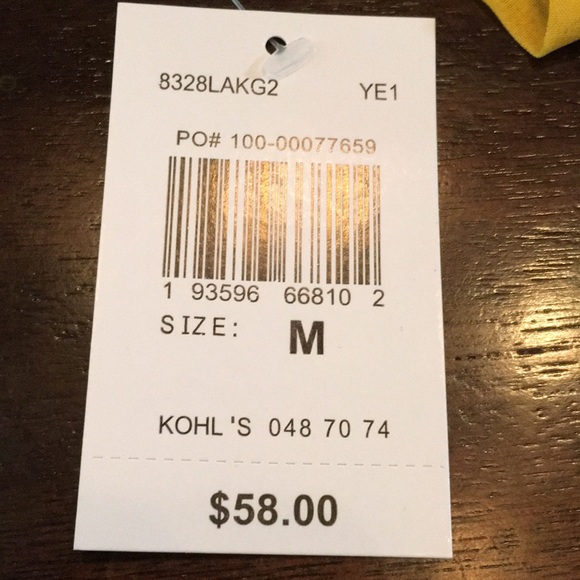 8328LAKG2 YE1
PO# 100-00077659
1 93596 66810 2
SIZE: M
KOHL'S 048 70 74
$58.00